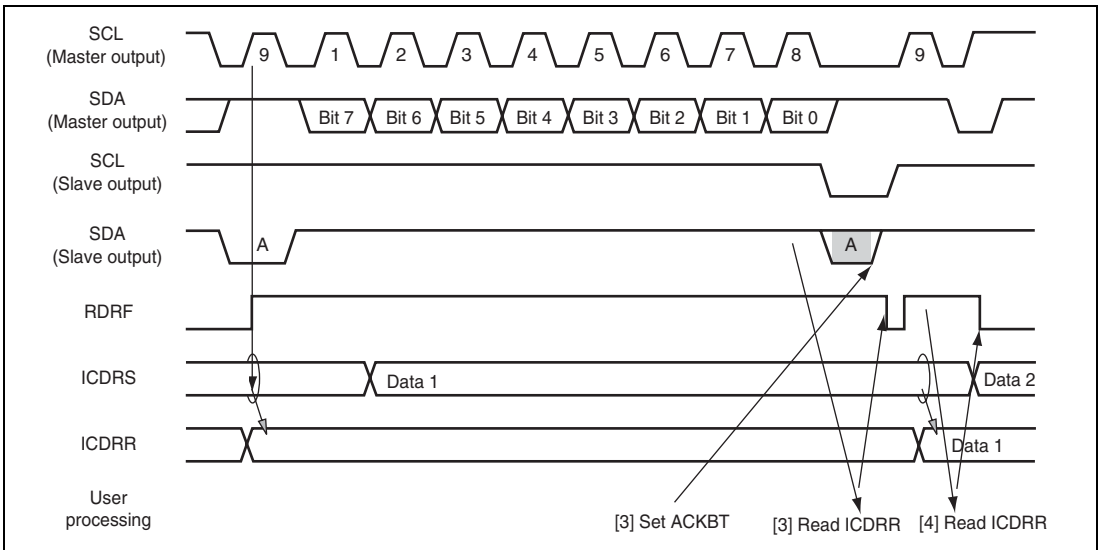 SCL
(Master output)
9 1 2 3 4 5 6 7 8 9
SDA
(Master output)
Bit 7 Bit 6 Bit 5 Bit 4 Bit 3 Bit 2 Bit 1 Bit 0
SCL
(Slave output)
SDA
(Slave output)
A A
RDRF
ICDRS
Data 1 Data 2
ICDRR
Data 1
User
processing
[3] Set ACKBT [3] Read ICDRR [4] Read ICDRR